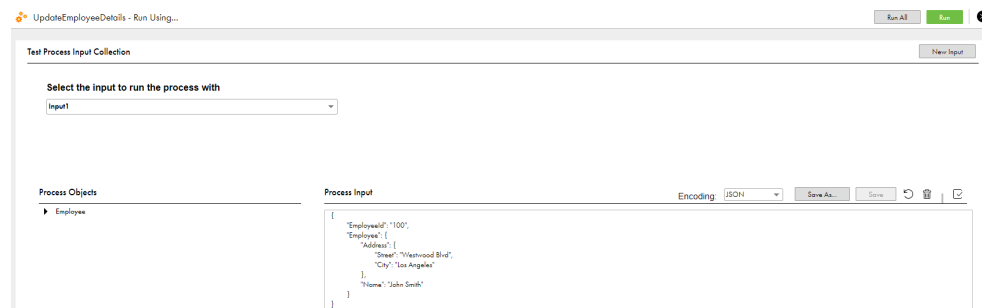 UpdateEmployeeDetails - Run Using...
Run All
Run
Test Process Input Collection
New Input
Select the input to run the process with
Input1
Process Objects
Process Input
Encoding:
JSON
Save As...
Save
Employee
{
"EmployeeId": "100",
"Employee": {
"Address": {
"Street": "Westwood Blvd",
"City": "Los Angeles"
},
"Name": "John Smith"
}
}